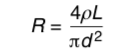 R = 4ρL / πd²